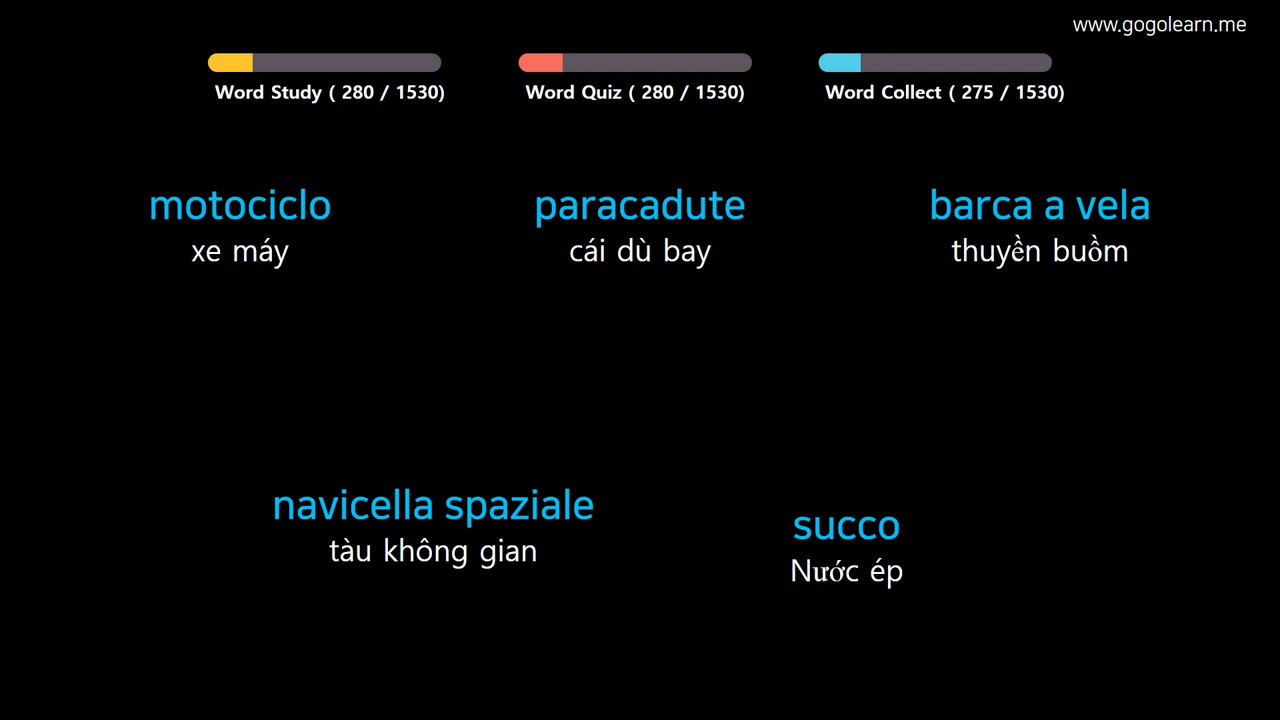 www.gogolearn.me
Word Study ( 280 / 1530)
Word Quiz ( 280 / 1530)
Word Collect ( 275 / 1530)
motociclo
xe máy
paracadute
cái dù bay
barca a vela
thuyền buồm
navicella spaziale
tàu không gian
succo
Nước ép